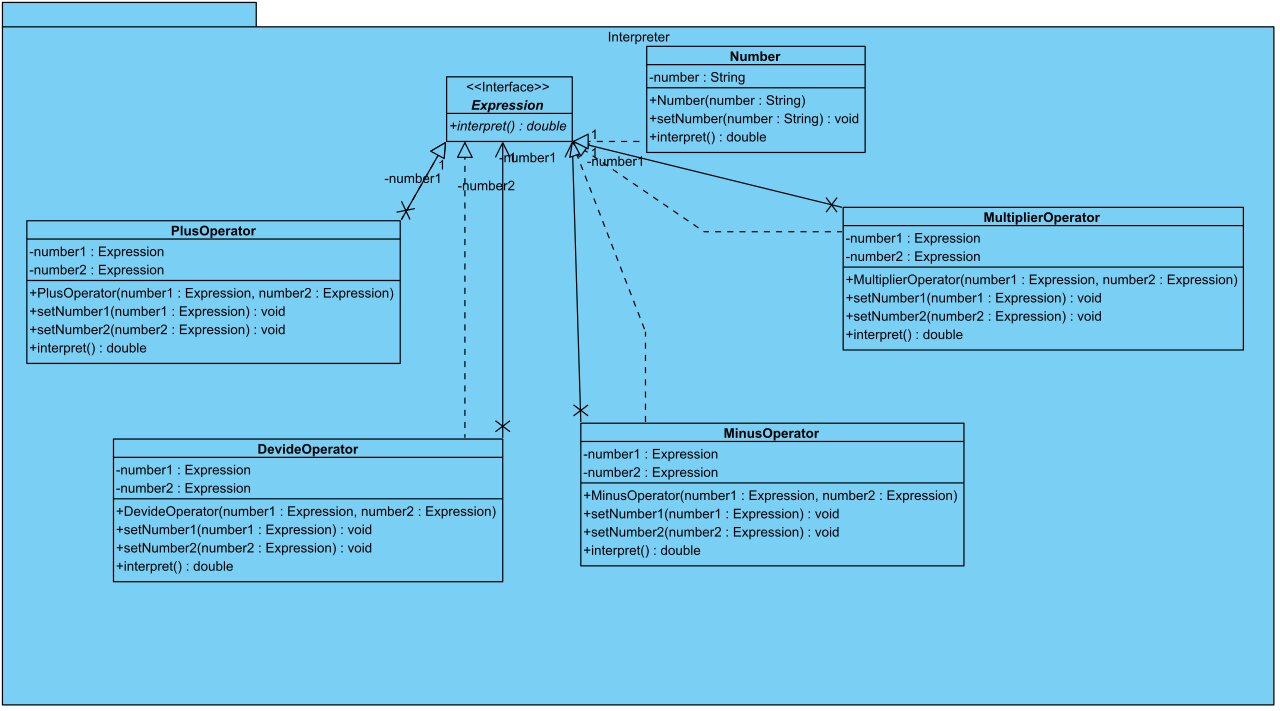 Interpreter
Number
-number : String
+Number(number : String)
+setNumber(number : String) : void
+interpret() : double
<<Interface>>
Expression
+interpret() : double
1
1
-number1
-number1
1
-number1
1
-number2
PlusOperator
-number1 : Expression
-number2 : Expression
+PlusOperator(number1 : Expression, number2 : Expression)
+setNumber1(number1 : Expression) : void
+setNumber2(number2 : Expression) : void
+interpret() : double
MultiplierOperator
-number1 : Expression
-number2 : Expression
+MultiplierOperator(number1 : Expression, number2 : Expression)
+setNumber1(number1 : Expression) : void
+setNumber2(number2 : Expression) : void
+interpret() : double
DevideOperator
-number1 : Expression
-number2 : Expression
+DevideOperator(number1 : Expression, number2 : Expression)
+setNumber1(number1 : Expression) : void
+setNumber2(number2 : Expression) : void
+interpret() : double
MinusOperator
-number1 : Expression
-number2 : Expression
+MinusOperator(number1 : Expression, number2 : Expression)
+setNumber1(number1 : Expression) : void
+setNumber2(number2 : Expression) : void
+interpret() : double